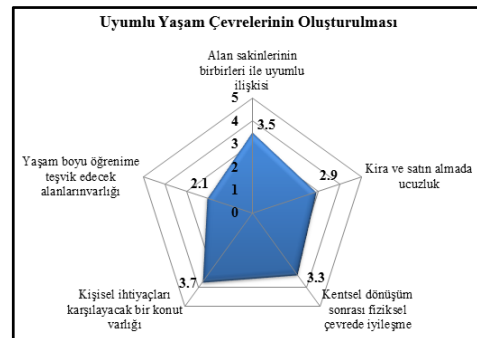 Uyumlu Yaşam Çevrelerinin Oluşturulması
Alan sakinlerinin
birbirleri ile uyumlu
ilişkisi
5
4
3
2
1
0
3.5
Kira ve satın almada
ucuzluk
2.9
Kentsel dönüşüm
sonrası fiziksel
çevrede iyileşme
3.3
Kişisel ihtiyaçları
karşılayacak bir konut
varlığı
3.7
Yaşam boyu öğrenime
teşvik edecek
alanlarınvarlığı
2.1